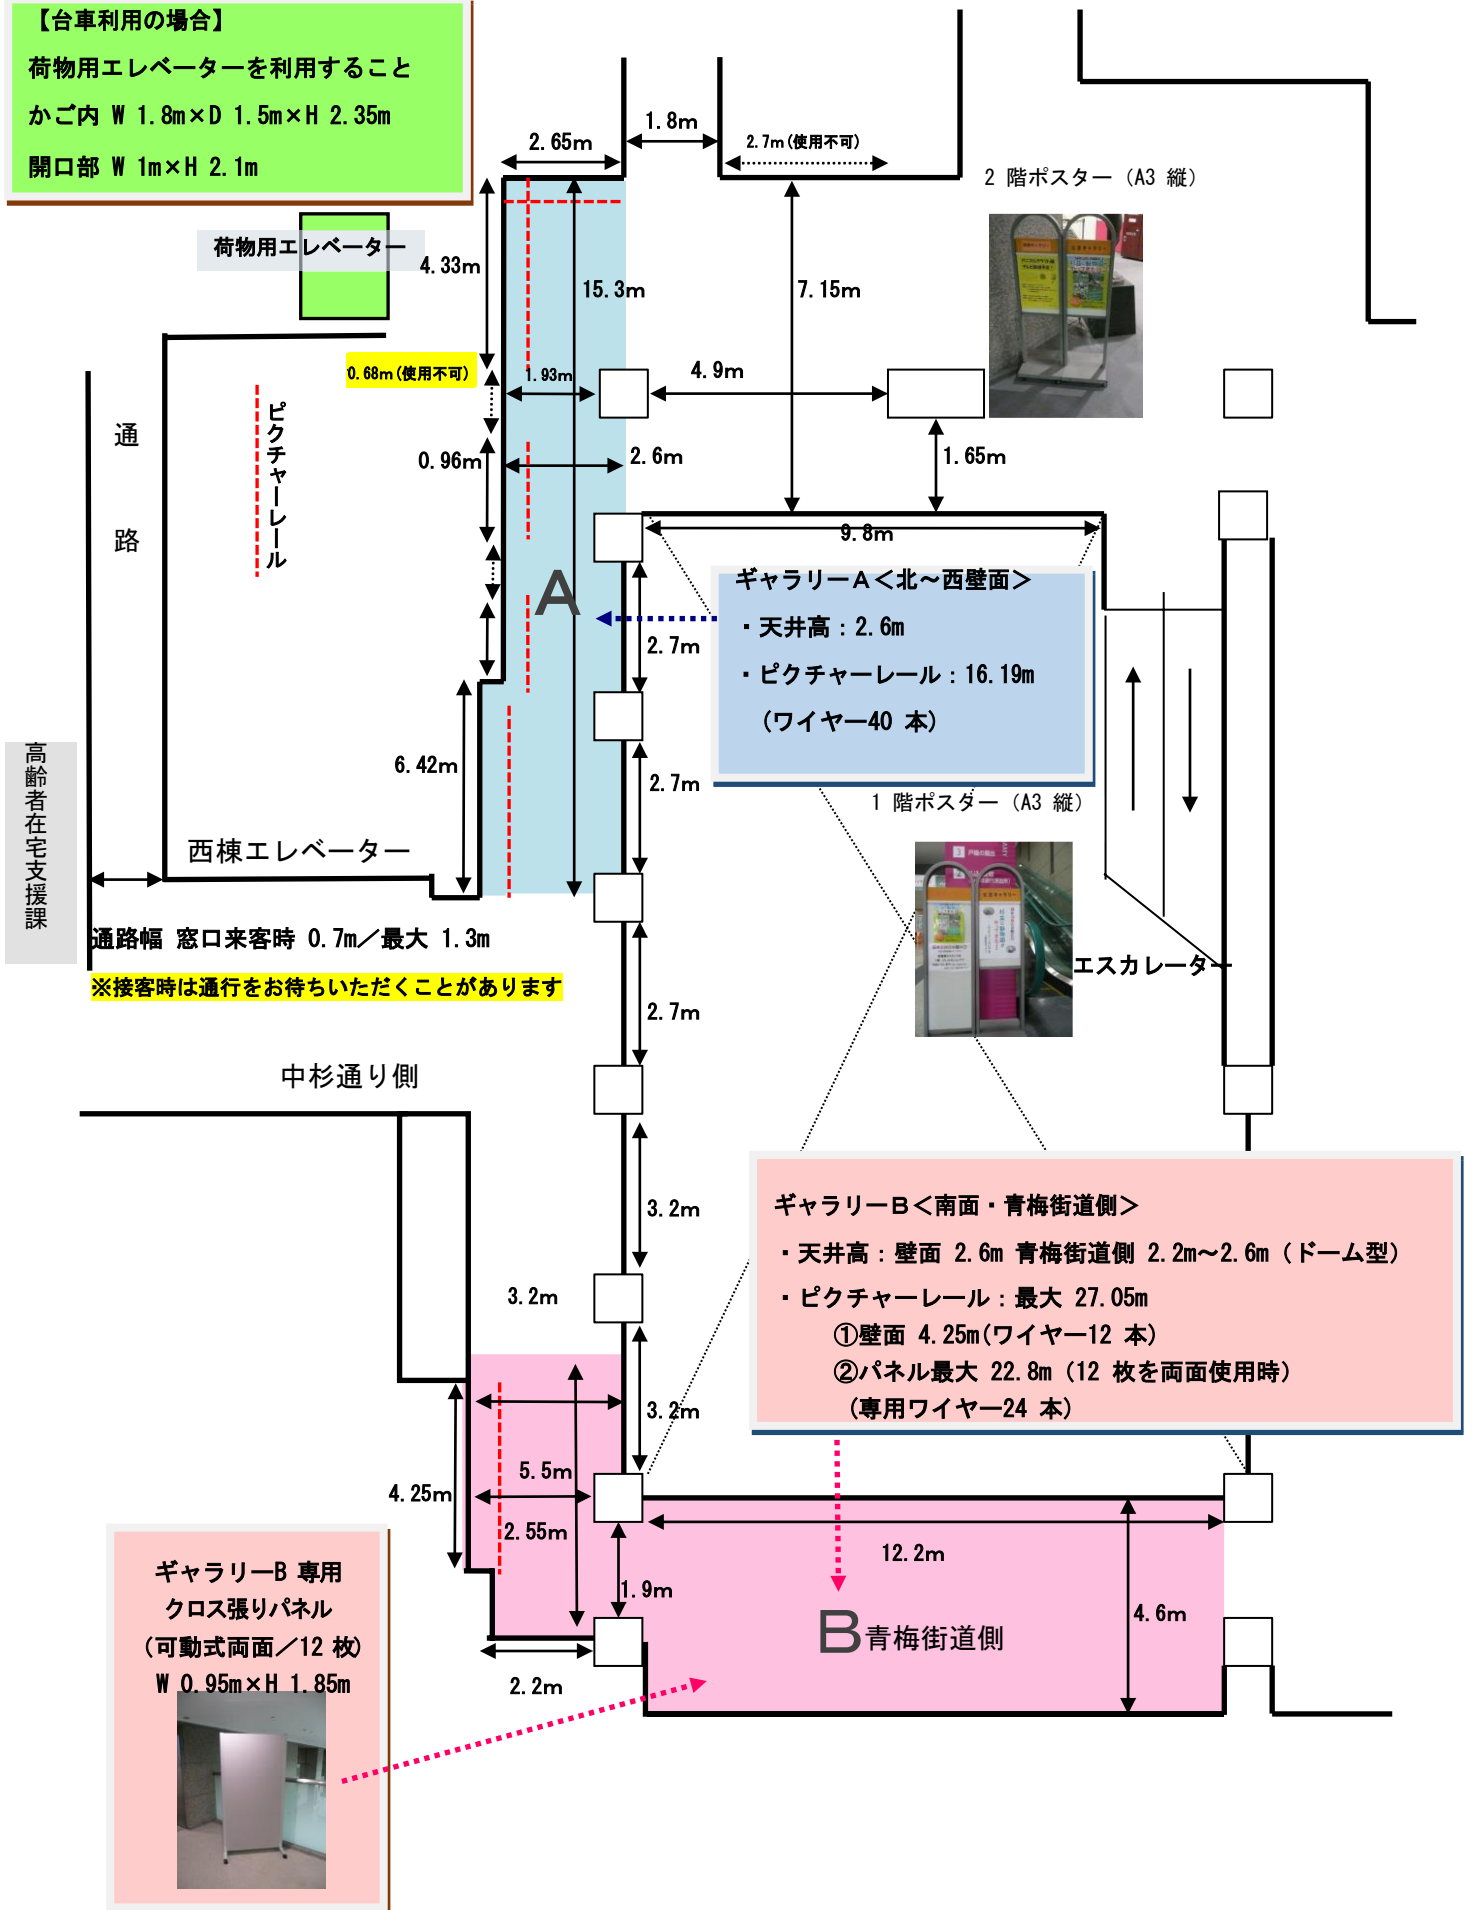 【台車利用の場合】
荷物用エレベーターを利用すること
かご内 W 1.8m×D 1.5m×H 2.35m
開口部 W 1m×H 2.1m
2.65m
1.8m
2.7m(使用不可)
2 階ポスター（A3 縦）
荷物用エレベーター
4.33m
15.3m
7.15m
0.68m(使用不可)
1.93m
4.9m
ピクチャーレール
通路
0.96m
2.6m
1.65m
9.8m
A
ギャラリーA＜北～西壁面＞
・天井高：2.6m
・ピクチャーレール：16.19m
（ワイヤー40 本）
2.7m
6.42m
2.7m
1 階ポスター（A3 縦）
高齢者在宅支援課
西棟エレベーター
通路幅 窓口来客時 0.7m／最大 1.3m
エスカレーター
※接客時は通行をお待ちいただくことがあります
2.7m
中杉通り側
3.2m
ギャラリーB＜南面・青梅街道側＞
・天井高：壁面 2.6m 青梅街道側 2.2m～2.6m（ドーム型）
・ピクチャーレール：最大 27.05m
①壁面 4.25m(ワイヤー12 本)
②パネル最大 22.8m（12 枚を両面使用時）
（専用ワイヤー24 本）
3.2m
3.2m
5.5m
4.25m
2.55m
12.2m
1.9m
4.6m
B青梅街道側
2.2m
ギャラリーB 専用
クロス張りパネル
（可動式両面／12 枚）
W 0.95m×H 1.85m